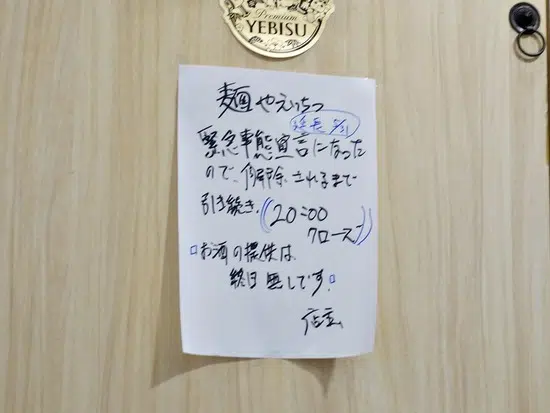 Premium
YEBISU
麺やえいちつ
延長 5/31
緊急事態宣言になった
ので、解除されるまで
引き続き、((20:00
クローズ))
お酒の提供は
終日無しです。
店主